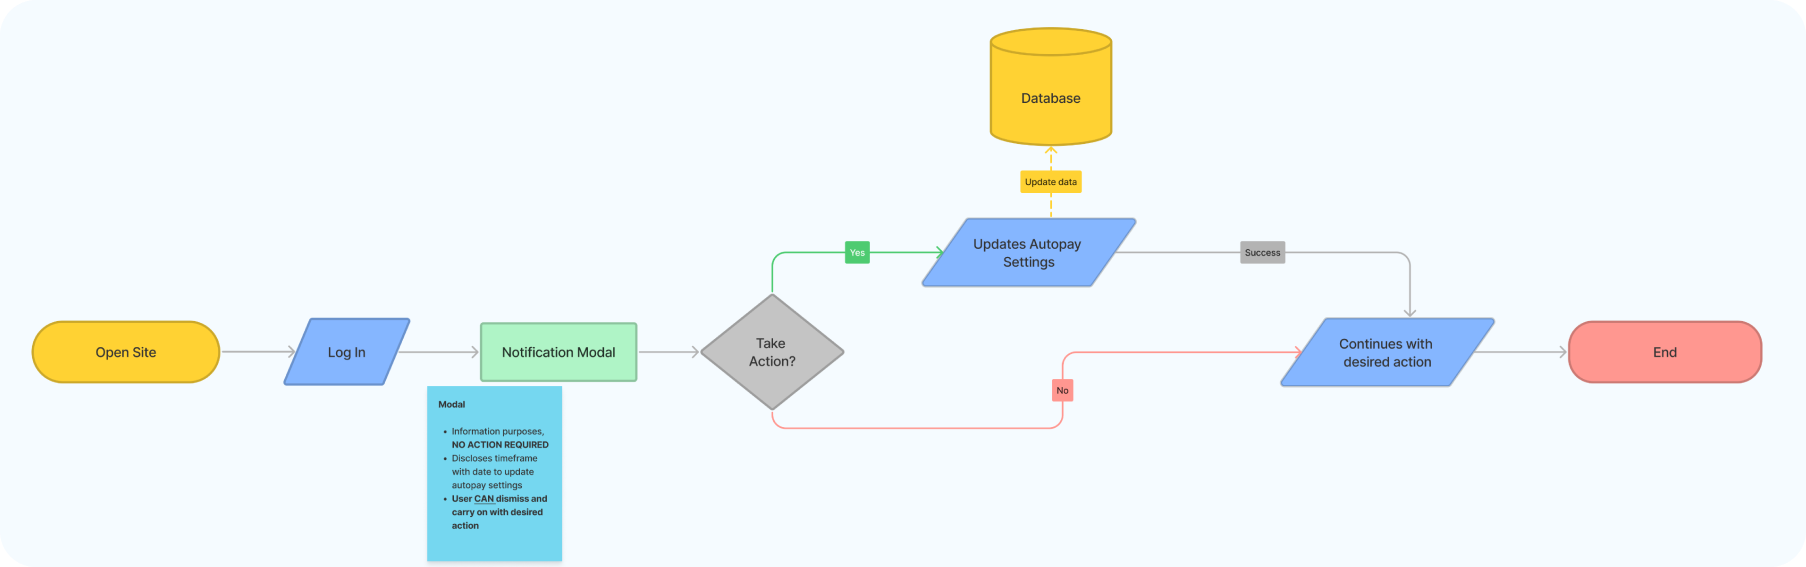 Database
Update data
Yes
Updates Autopay
Settings
Success
Open Site
Log In
Notification Modal
Take
Action?
No
Continues with
desired action
End
Modal
• Information purposes,
NO ACTION REQUIRED
• Discloses timeframe
with date to update
autopay settings
• User CAN dismiss and
carry on with desired
action